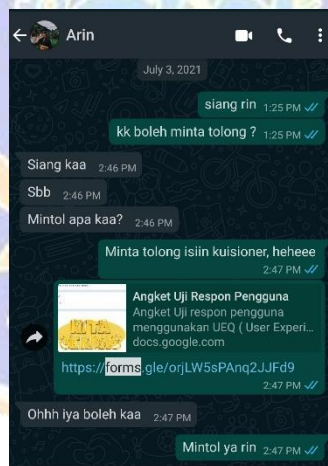 Arin
July 3, 2021
siang rin 1:25 PM
kk boleh minta tolong ? 1:25 PM
Siang kaa 2:46 PM
Sbb 2:46 PM
Mintol apa kaa? 2:46 PM
Minta tolong isiin kuisioner, heheee
2:47 PM
Angket Uji Respon Pengguna
Angket Uji respon pengguna
menggunakan UEQ ( User Experi...
docs.google.com
https://forms.gle/orjLW5sPAnq2JJFd9
2:47 PM
Ohhh iya boleh kaa 2:47 PM
Mintol ya rin 2:47 PM